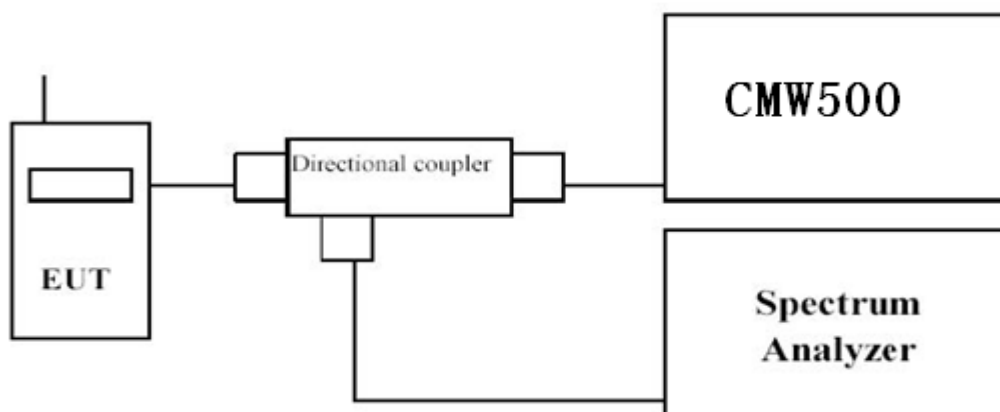 CMW500
Directional coupler
EUT
Spectrum
Analyzer